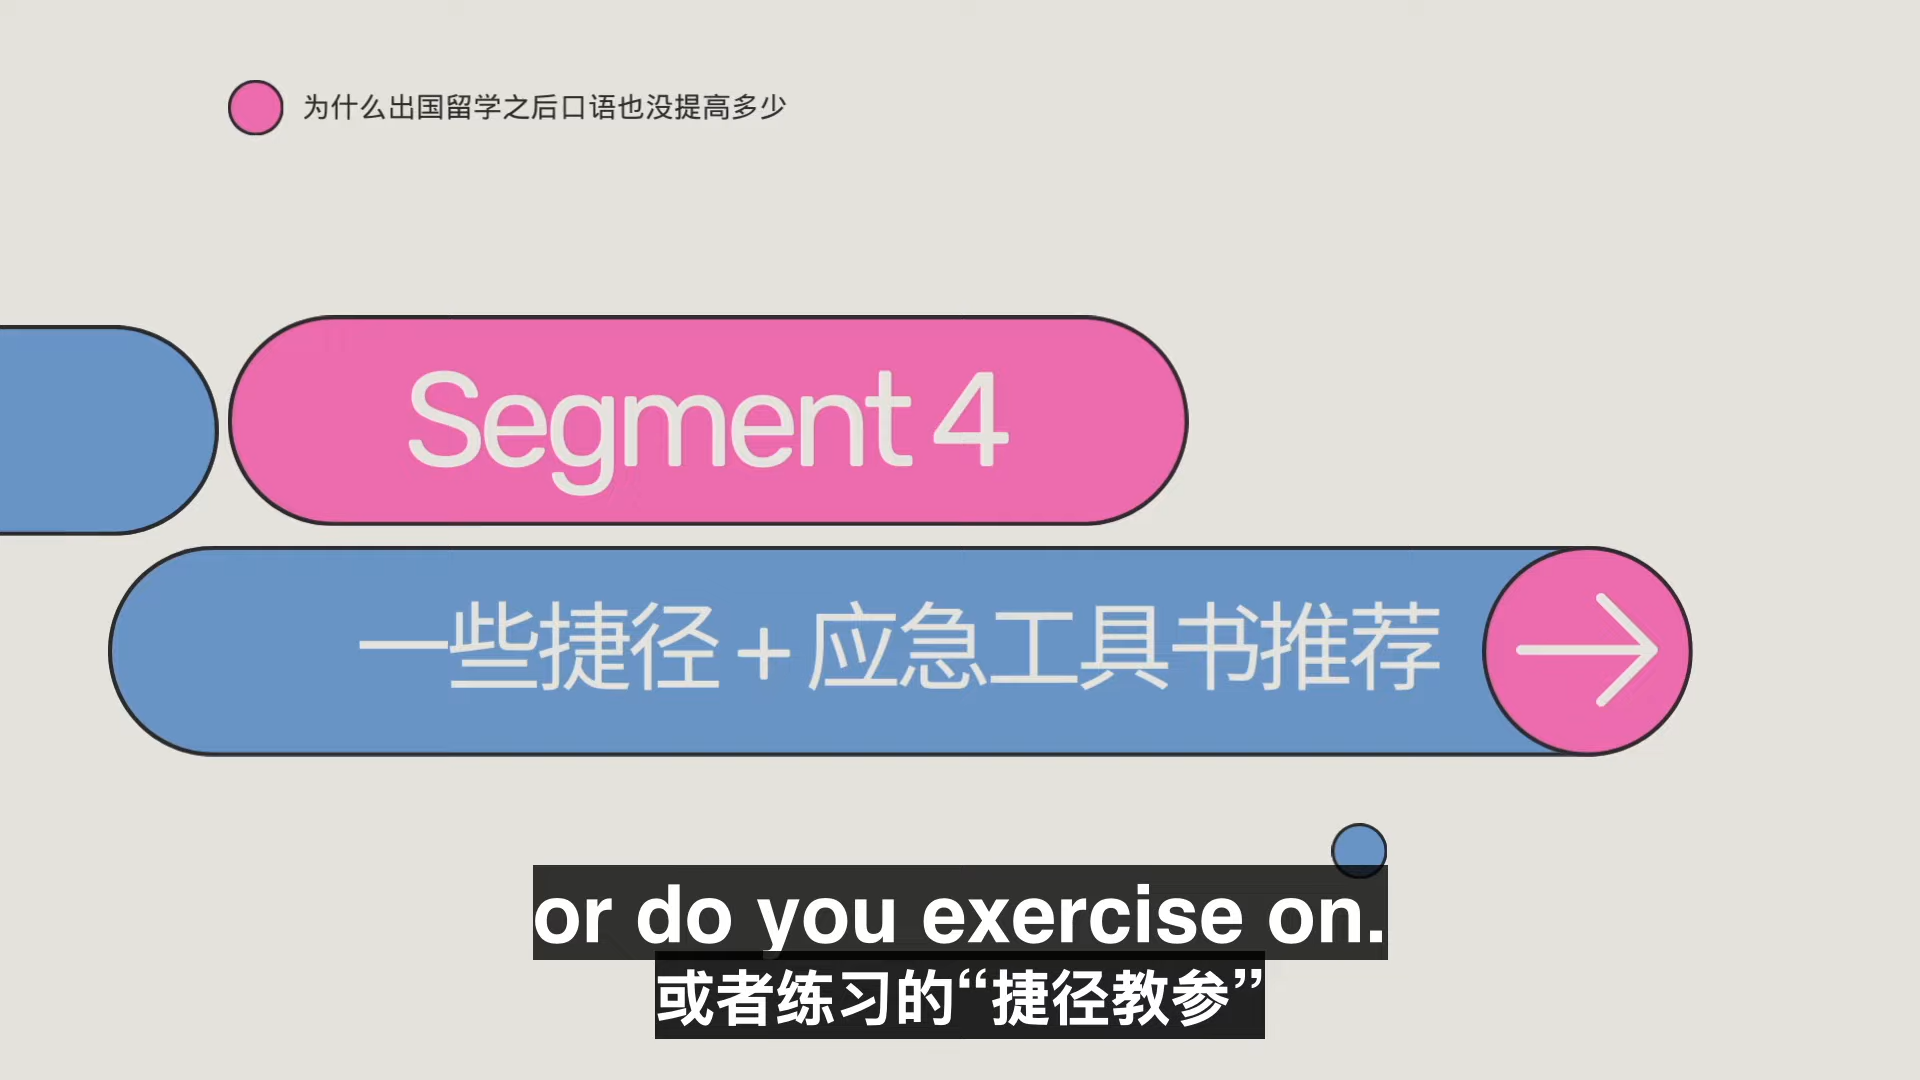 为什么出国留学之后口语也没提高多少
Segment 4
一些捷径 + 应急工具书推荐
or do you exercise on.
或者练习的“捷径教参”